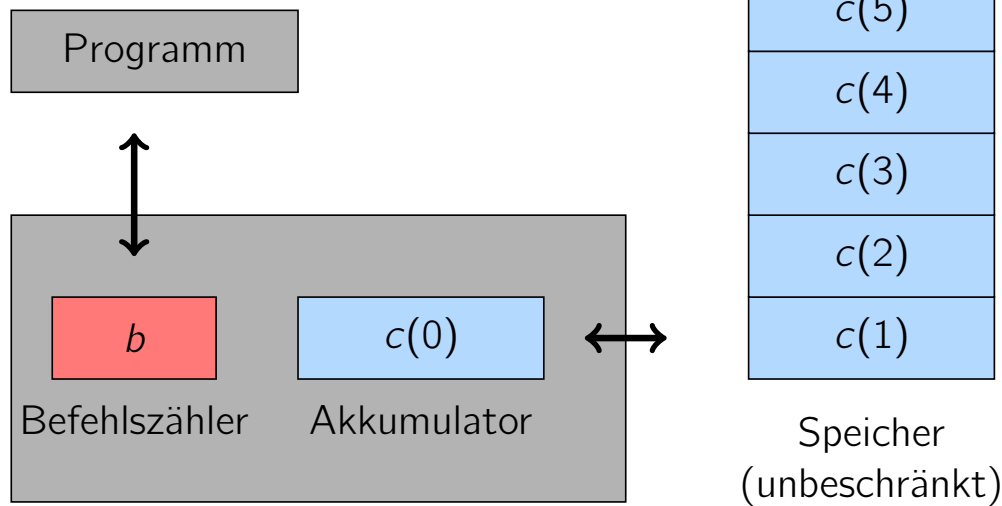 Programm
b
c(0)
Befehlszähler
Akkumulator
c(5)
c(4)
c(3)
c(2)
c(1)
Speicher
(unbeschränkt)